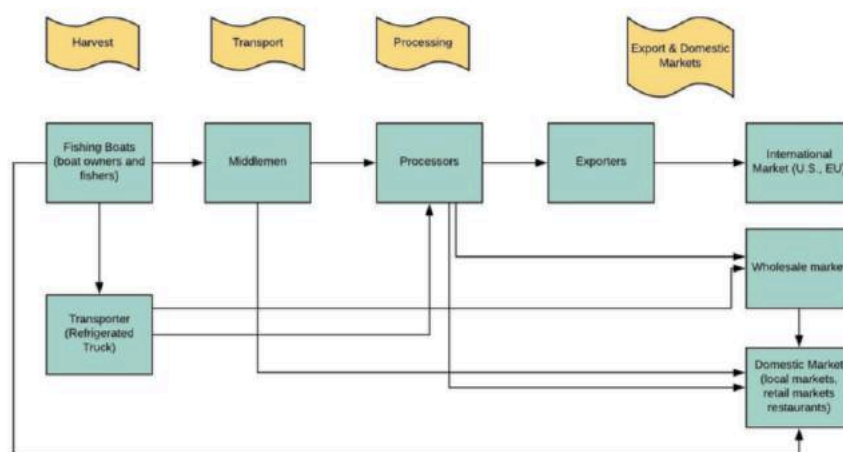 Harvest
Transport
Processing
Export & Domestic
Markets
Fishing Boats
(boat owners and
fishers)
Middlemen
Processors
Exporters
International
Market (U.S., EU)
Wholesale market
Transporter
(Refrigerated
Truck)
Domestic Market
(local markets,
retail markets
restaurants)